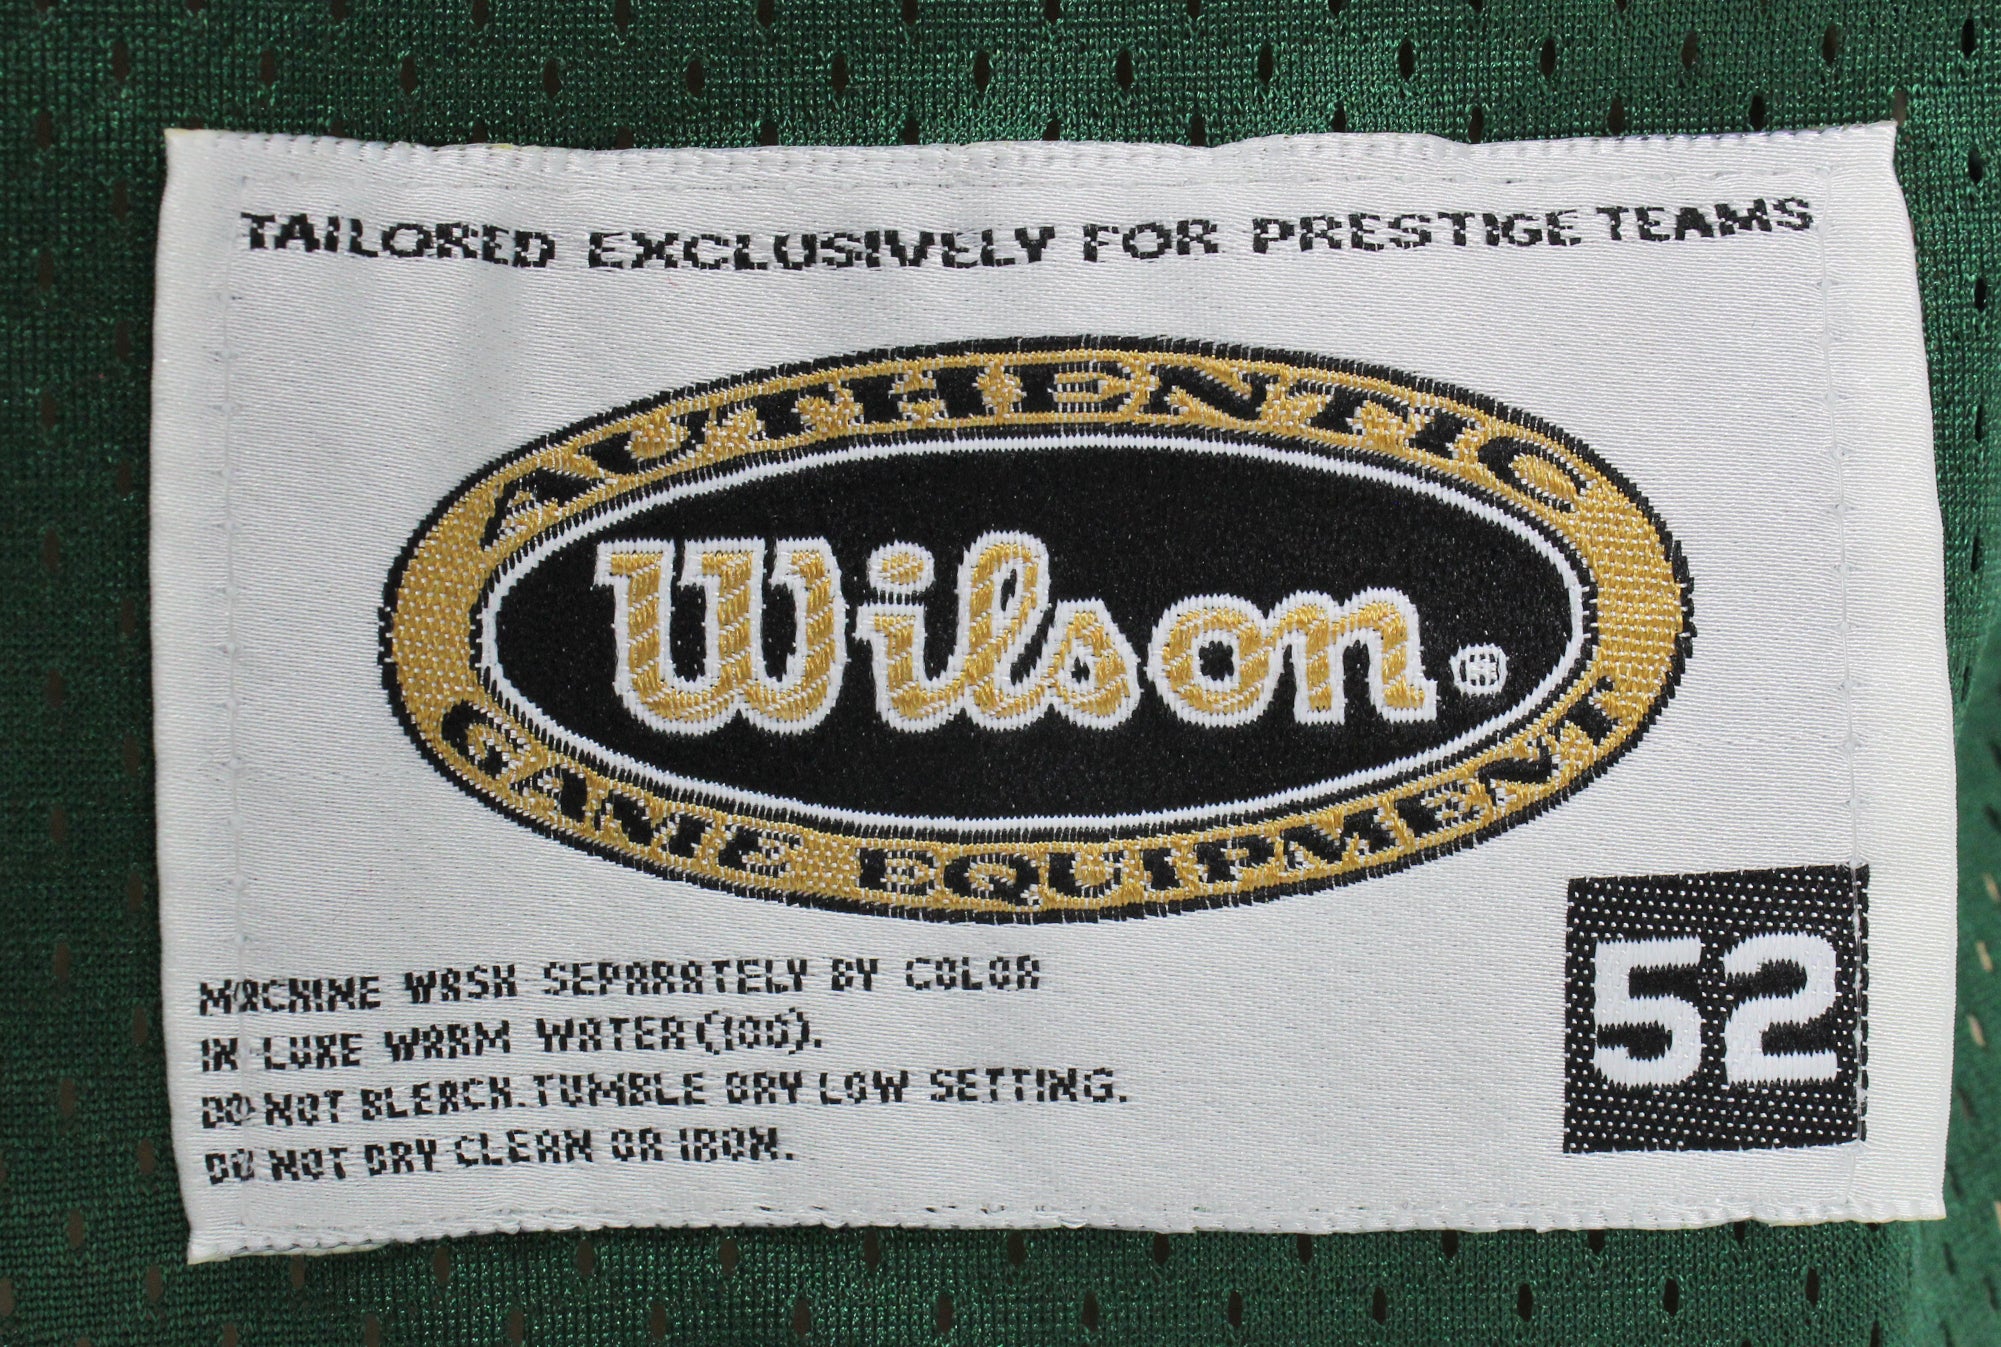 TAILORED EXCLUSIVELY FOR PRESTIGE TEAMS
AUTHENTIC
Wilson®
GAME EQUIPMENT
MACHINE WASH SEPARATELY BY COLOR
IN LUKE WARM WATER (100).
DO NOT BLEACH. TUMBLE DRY LOW SETTING.
DO NOT DRY CLEAN OR IRON.
52